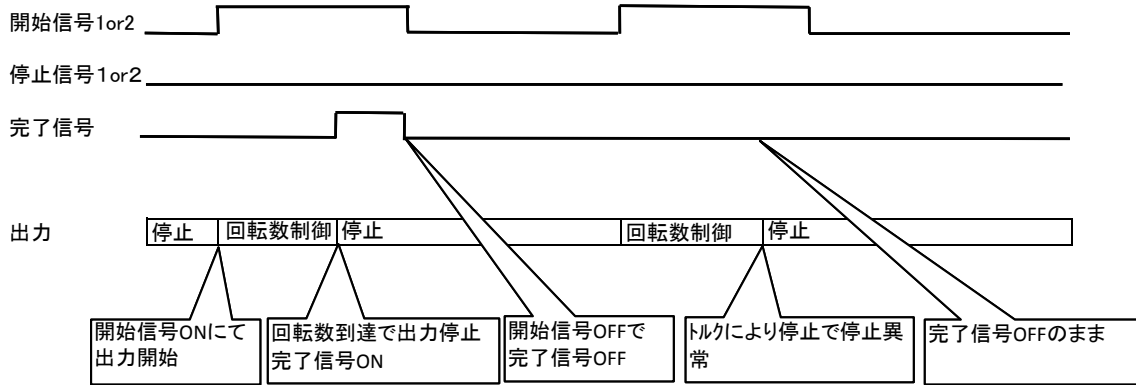 開始信号1or2
停止信号1or2
完了信号
出力
停止
回転数制御
停止
回転数制御
停止
開始信号ONにて
出力開始
回転数到達で出力停止
完了信号ON
開始信号OFFで
完了信号OFF
ﾄﾙｸにより停止で停止異
常
完了信号OFFのまま